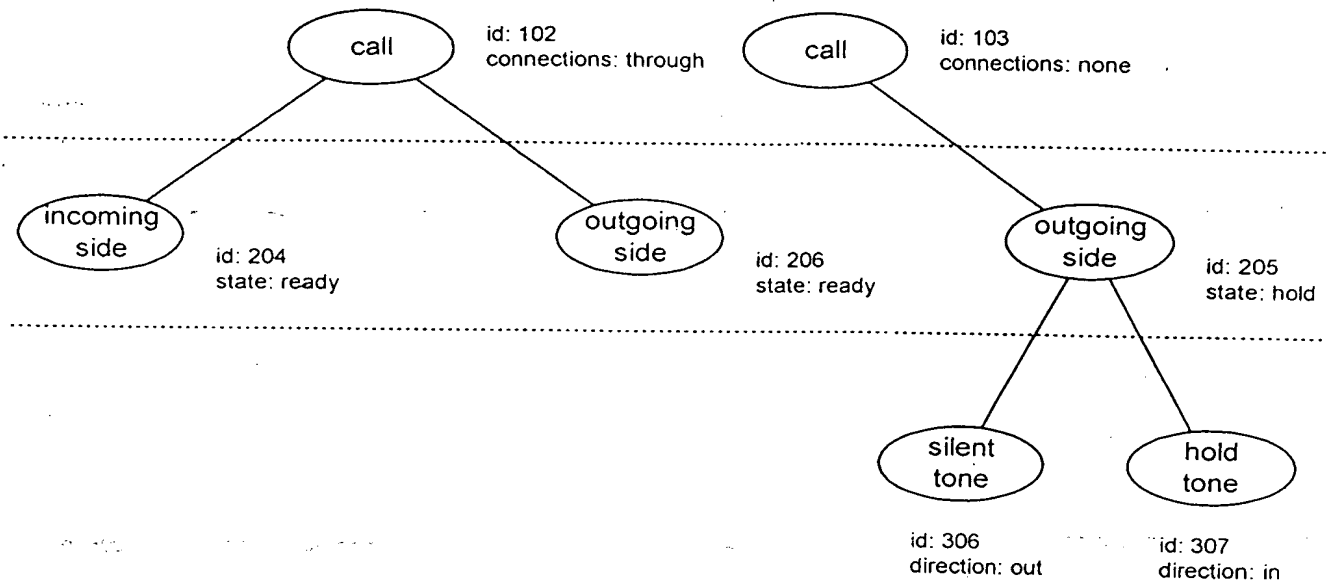 call
id: 102
connections: through
call
id: 103
connections: none
incoming
side
id: 204
state: ready
outgoing
side
id: 206
state: ready
outgoing
side
id: 205
state: hold
silent
tone
id: 306
direction: out
hold
tone
id: 307
direction: in